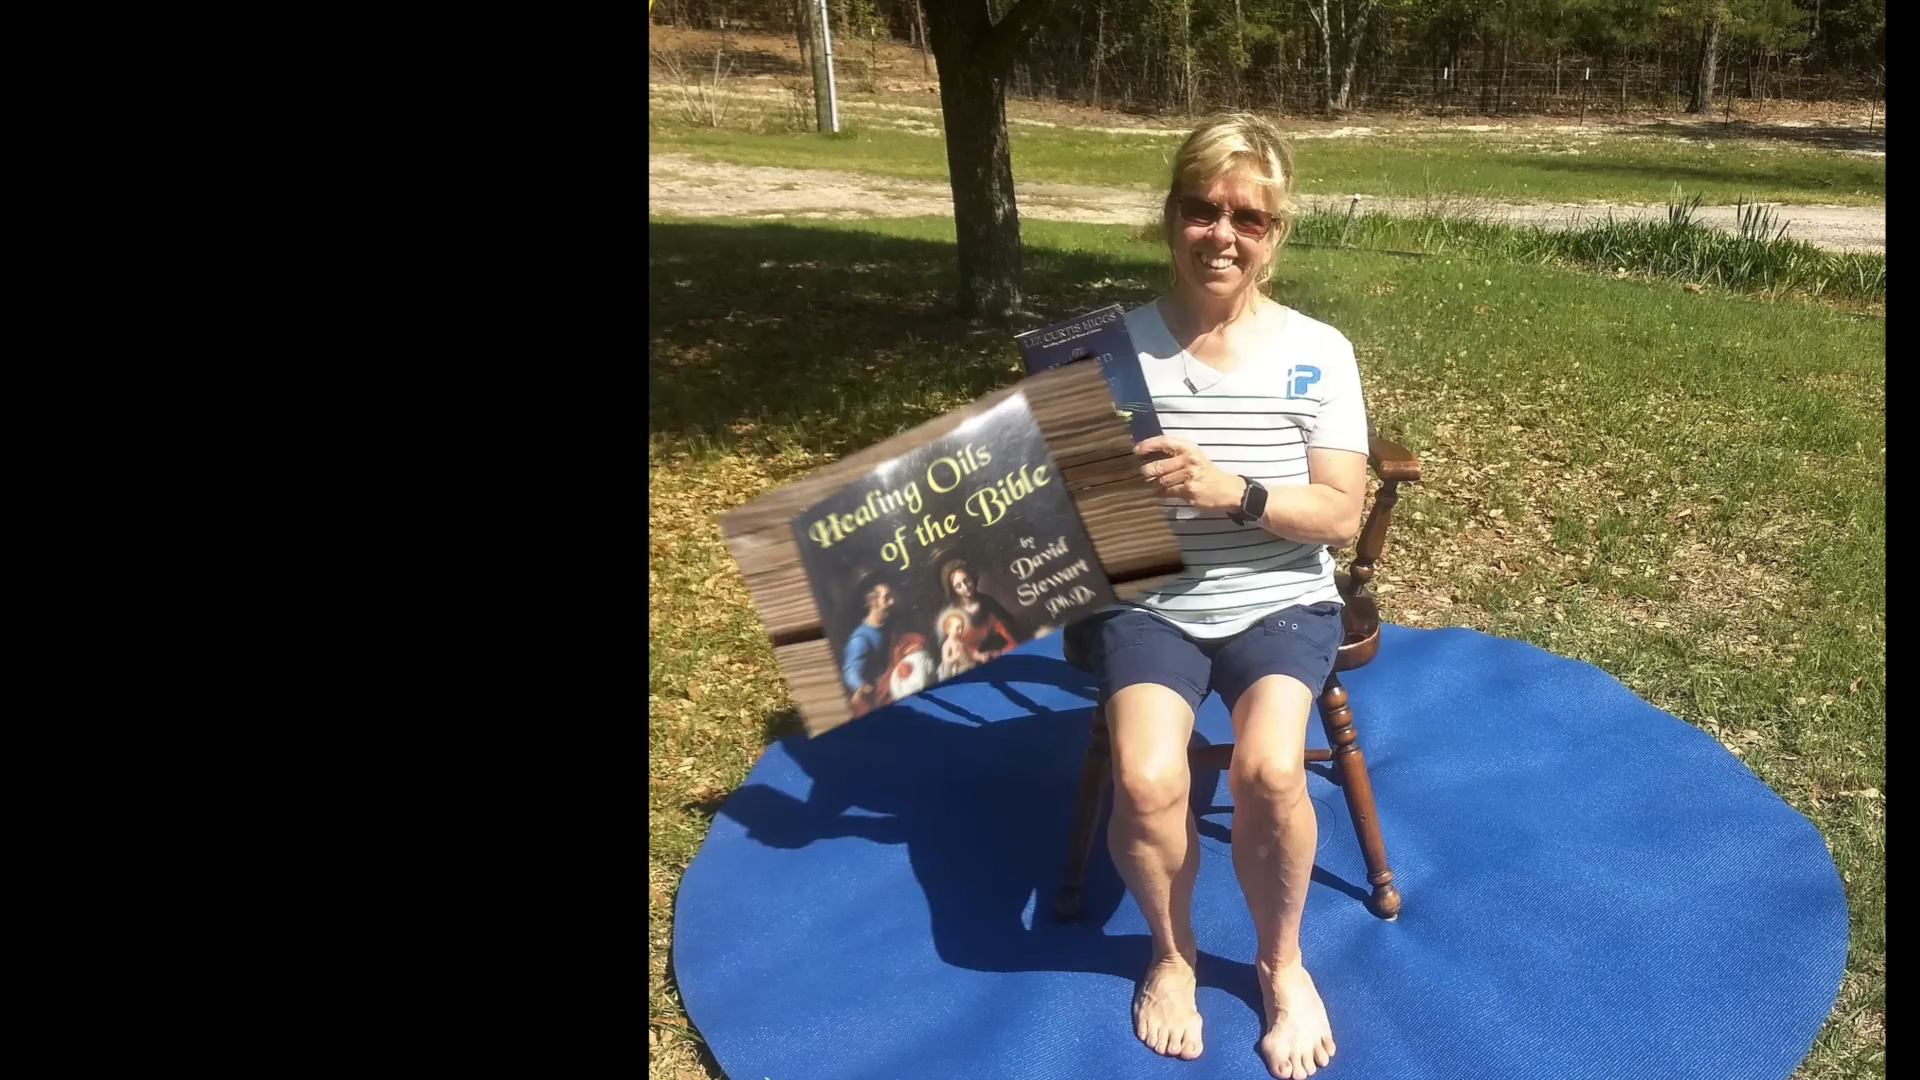 LIZ CURTIS HIGGS
Healing Oils
of the Bible
by
David
Stewart
Ph.D.